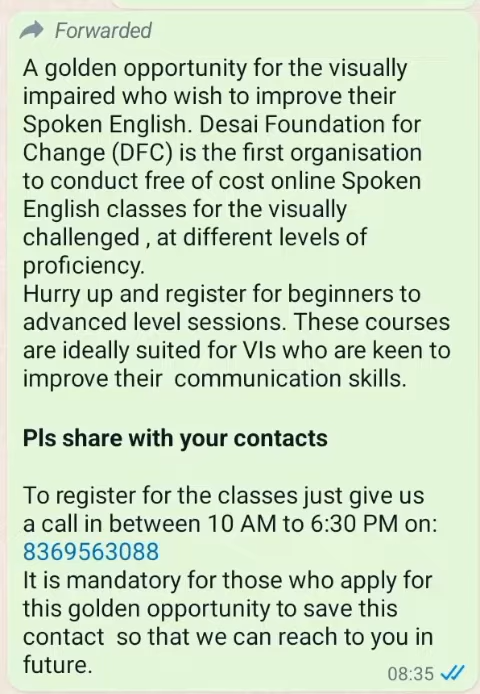 Forwarded
A golden opportunity for the visually
impaired who wish to improve their
Spoken English. Desai Foundation for
Change (DFC) is the first organisation
to conduct free of cost online Spoken
English classes for the visually
challenged , at different levels of
proficiency.
Hurry up and register for beginners to
advanced level sessions. These courses
are ideally suited for VIs who are keen to
improve their  communication skills.
Pls share with your contacts
To register for the classes just give us
a call in between 10 AM to 6:30 PM on:
8369563088
It is mandatory for those who apply for
this golden opportunity to save this
contact  so that we can reach to you in
future.
08:35